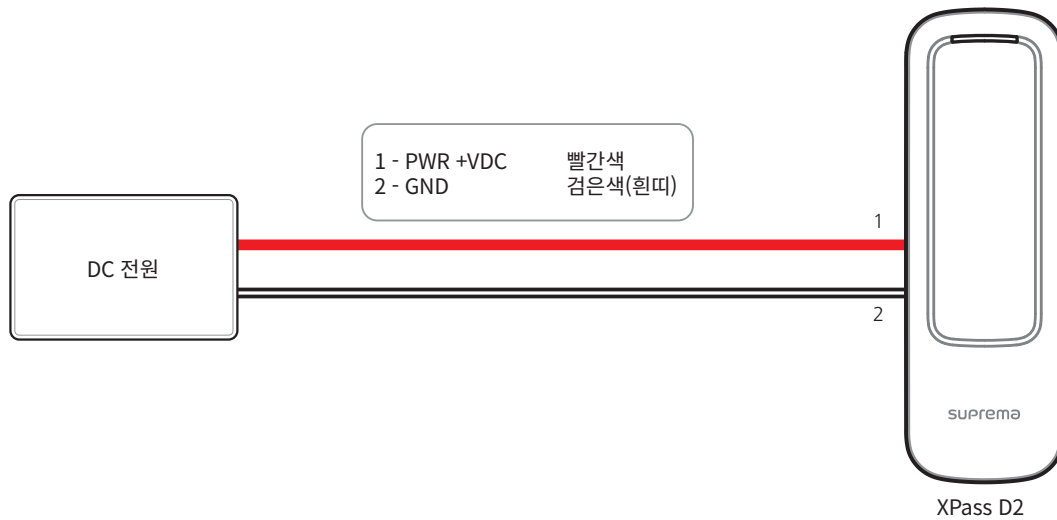 1 - PWR +VDC 빨간색
2 - GND 검은색(흰띠)
1
DC 전원
2
suprema
XPass D2